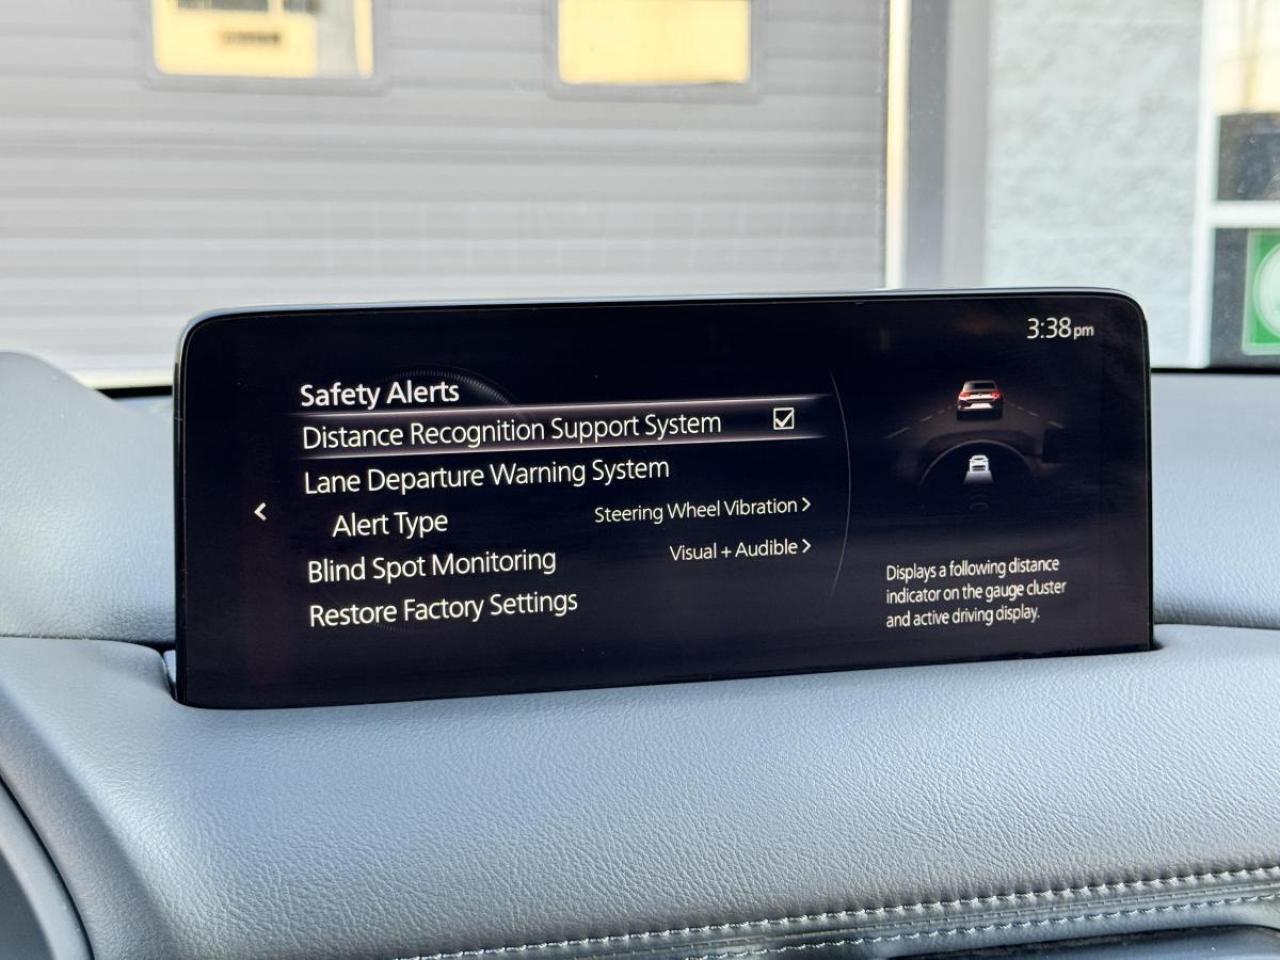 3:38pm
Safety Alerts
Distance Recognition Support System
Lane Departure Warning System
Alert Type Steering Wheel Vibration >
Blind Spot Monitoring Visual + Audible >
Restore Factory Settings
Displays a following distance
indicator on the gauge cluster
and active driving display.